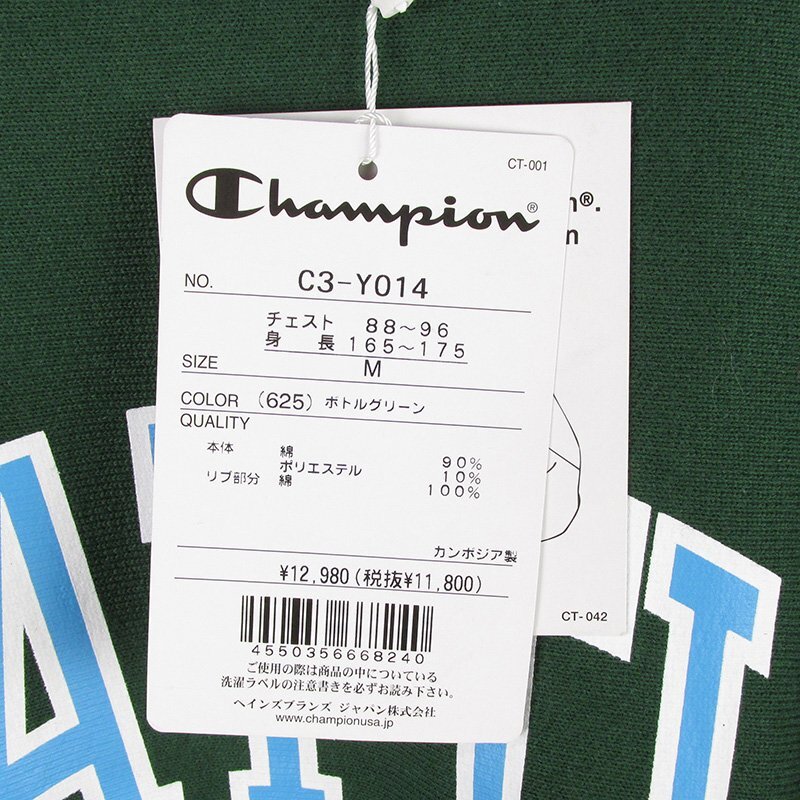 CT-001
Champion®
NO. C3-Y014
チェスト 88～96
身長 165～175
SIZE M
COLOR (625) ボトルグリーン
QUALITY
本体 綿 90%
ポリエステル 10%
リブ部分 綿 100%
カンボジア製
¥12,980(税抜¥11,800)
4550356668240
ご使用の際は商品の中についている
洗濯ラベルの注意書きを必ずお読み下さい。
ヘインズブランズ ジャパン株式会社
www.championusa.jp
CT-042